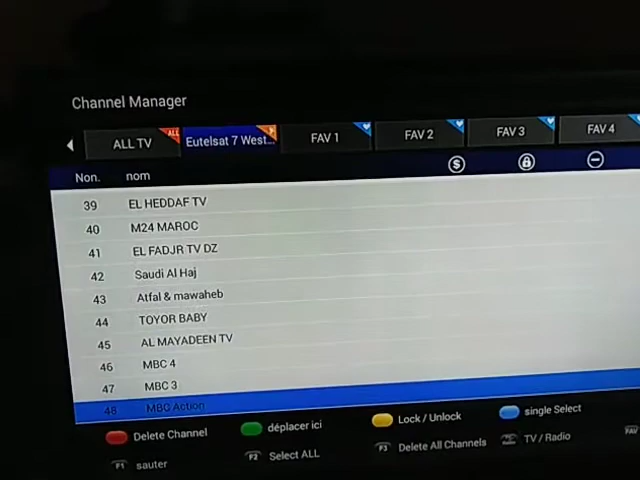 Channel Manager
ALL TV ALL Eutelsat 7 West... FAV 1 FAV 2 FAV 3 FAV 4
Non. nom
39 EL HEDDAF TV
40 M24 MAROC
41 EL FADJR TV DZ
42 Saudi Al Haj
43 Atfal & mawaheb
44 TOYOR BABY
45 AL MAYADEEN TV
46 MBC 4
47 MBC 3
48 MBC Action
Delete Channel déplacer ici Lock / Unlock single Select
F1 sauter F2 Select ALL F3 Delete All Channels TV / Radio FAV